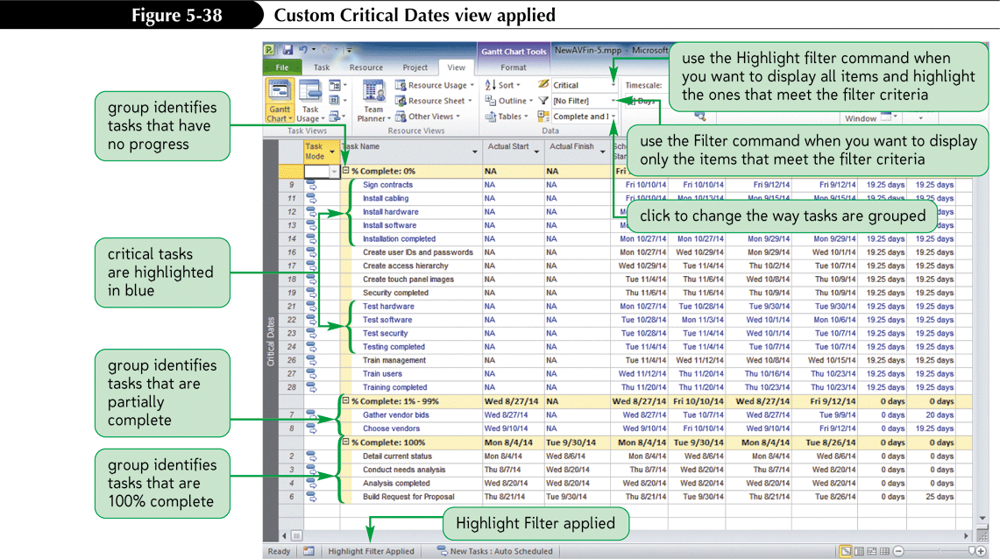 Figure 5-38 Custom Critical Dates view applied
Gantt Chart Tools NewAVFin-5.mpp - Microsoft
File Task Resource Project View Format
Gantt Chart
Task Usage
Task Views
Team Planner
Resource Usage
Resource Sheet
Other Views
Resource Views
Sort
Outline
Tables
Critical
[No Filter]
Complete and I
Data
Timescale:
Days
Window
use the Highlight filter command when
you want to display all items and highlight
the ones that meet the filter criteria
use the Filter command when you want to display
only the items that meet the filter criteria
click to change the way tasks are grouped
group identifies
tasks that have
no progress
critical tasks
are highlighted
in blue
group identifies
tasks that are
partially
complete
group identifies
tasks that are
100% complete
Critical Dates
Task Mode Task Name Actual Start Actual Finish
% Complete: 0% NA NA Fri
9 Sign contracts NA NA Fri 10/10/14 Fri 10/10/14 Fri 9/12/14 Fri 9/12/14 19.25 days 19.25 days
11 Install cabling NA NA Fri 10/10/14 Mon 10/13/14 Mon 9/15/14 19.25 days 19.25 days
12 Install hardware NA NA
13 Install software NA NA
14 Installation completed NA NA Mon 10/27/14 Mon 10/27/14 Mon 9/29/14 Mon 9/29/14 19.25 days 19.25 days
16 Create user IDs and passwords NA NA Mon 10/27/14 Wed 10/29/14 Mon 9/29/14 Thu 10/2/14 19.25 days 19.25 days
17 Create access hierarchy NA NA Wed 10/29/14 Tue 11/4/14 Thu 10/2/14 Tue 10/7/14 19.25 days 19.25 days
18 Create touch panel images NA NA Tue 11/4/14 Thu 11/6/14 Wed 10/8/14 Thu 10/9/14 19.25 days 19.25 days
19 Security completed NA NA Thu 11/6/14 Thu 11/6/14 Thu 10/9/14 Thu 10/9/14 19.25 days 19.25 days
21 Test hardware NA NA Mon 10/27/14 Tue 10/28/14 Tue 9/30/14 Tue 9/30/14 19.25 days 19.25 days
22 Test software NA NA Tue 10/28/14 Mon 11/3/14 Wed 10/1/14 Mon 10/6/14 19.25 days 19.25 days
23 Test security NA NA Tue 10/28/14 Tue 11/4/14 Wed 10/1/14 Tue 10/7/14 19.25 days 19.25 days
24 Testing completed NA NA Tue 11/4/14 Tue 11/4/14 Tue 10/7/14 Tue 10/7/14 19.25 days 19.25 days
26 Train management NA NA Tue 11/4/14 Wed 11/12/14 Wed 10/8/14 Wed 10/15/14 19.25 days 19.25 days
27 Train users NA NA Wed 11/12/14 Thu 11/20/14 Thu 10/16/14 Thu 10/23/14 19.25 days 19.25 days
28 Training completed NA NA Thu 11/20/14 Thu 11/20/14 Thu 10/23/14 Thu 10/23/14 19.25 days 19.25 days
% Complete: 1% - 99% Wed 8/27/14 NA Wed 8/27/14 Fri 10/10/14 Wed 8/27/14 Fri 9/12/14 0 days 0 days
7 Gather vendor bids Wed 8/27/14 NA Wed 8/27/14 Tue 10/7/14 Wed 8/27/14 Tue 9/9/14 0 days 20 days
8 Choose vendors Wed 9/10/14 NA Wed 9/10/14 Fri 10/10/14 Wed 9/10/14 Fri 9/12/14 0 days 19.25 days
% Complete: 100% Mon 8/4/14 Tue 9/30/14 Mon 8/4/14 Tue 9/30/14 Mon 8/4/14 Tue 8/26/14 0 days 0 days
2 Detail current status Mon 8/4/14 Wed 8/6/14 Mon 8/4/14 Wed 8/6/14 Mon 8/4/14 Wed 8/6/14 0 days 0 days
3 Conduct needs analysis Thu 8/7/14 Wed 8/20/14 Thu 8/7/14 Wed 8/20/14 Thu 8/7/14 Wed 8/20/14 0 days 0 days
4 Analysis completed Wed 8/20/14 Wed 8/20/14 Wed 8/20/14 Wed 8/20/14 Wed 8/20/14 Wed 8/20/14 0 days 0 days
6 Build Request for Proposal Thu 8/21/14 Tue 9/30/14 Thu 8/21/14 Tue 9/30/14 Thu 8/21/14 Tue 8/26/14 0 days 25 days
Highlight Filter applied
Ready Highlight Filter Applied New Tasks : Auto Scheduled